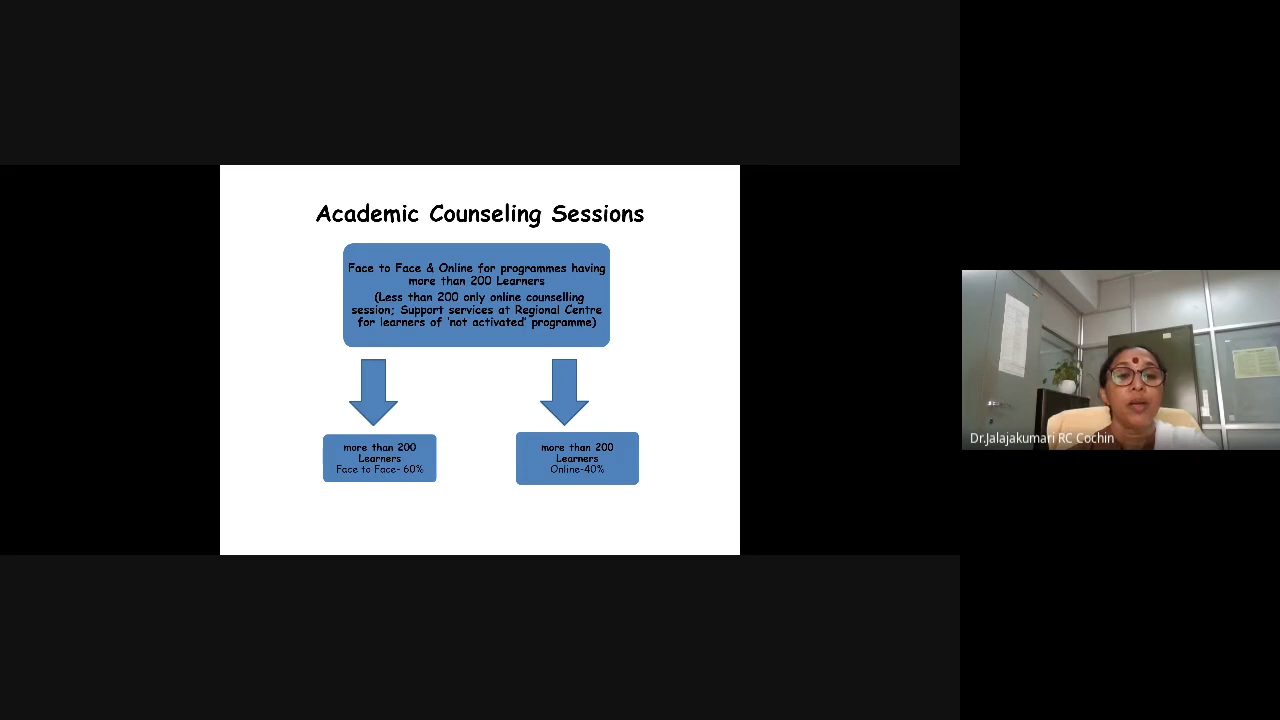 Academic Counseling Sessions
Face to Face & Online for programmes having
more than 200 Learners
(Less than 200 only online counselling
session; Support services at Regional Centre
for learners of 'not activated' programme)
more than 200
Learners
Face to Face- 60%
more than 200
Learners
Online-40%
Dr.Jalajakumari RC Cochin